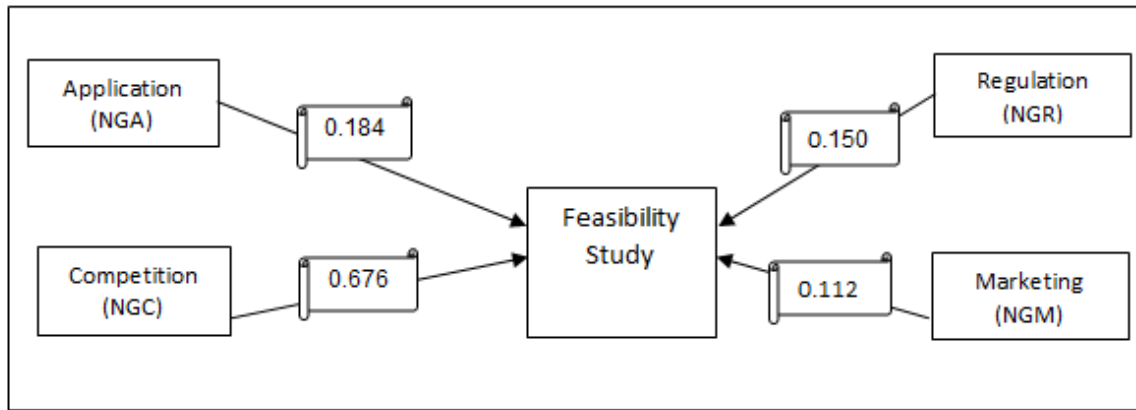 Application
(NGA)
0.184
Regulation
(NGR)
0.150
Feasibility
Study
Competition
(NGC)
0.676
Marketing
(NGM)
0.112